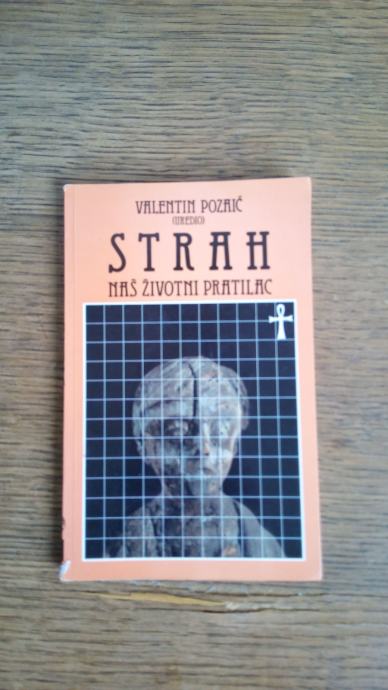 VALENTIN POZAIĆ
(UREDIO)
STRAH
NAŠ ŽIVOTNI PRATILAC